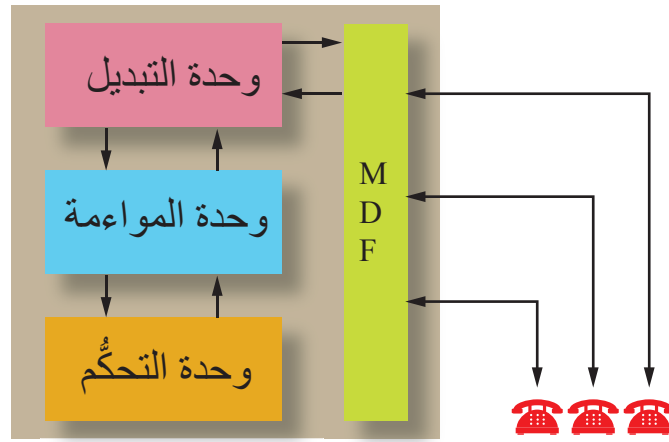 وحدة التبديل
وحدة المواءمة
وحدة التحكُّم
M
D
F